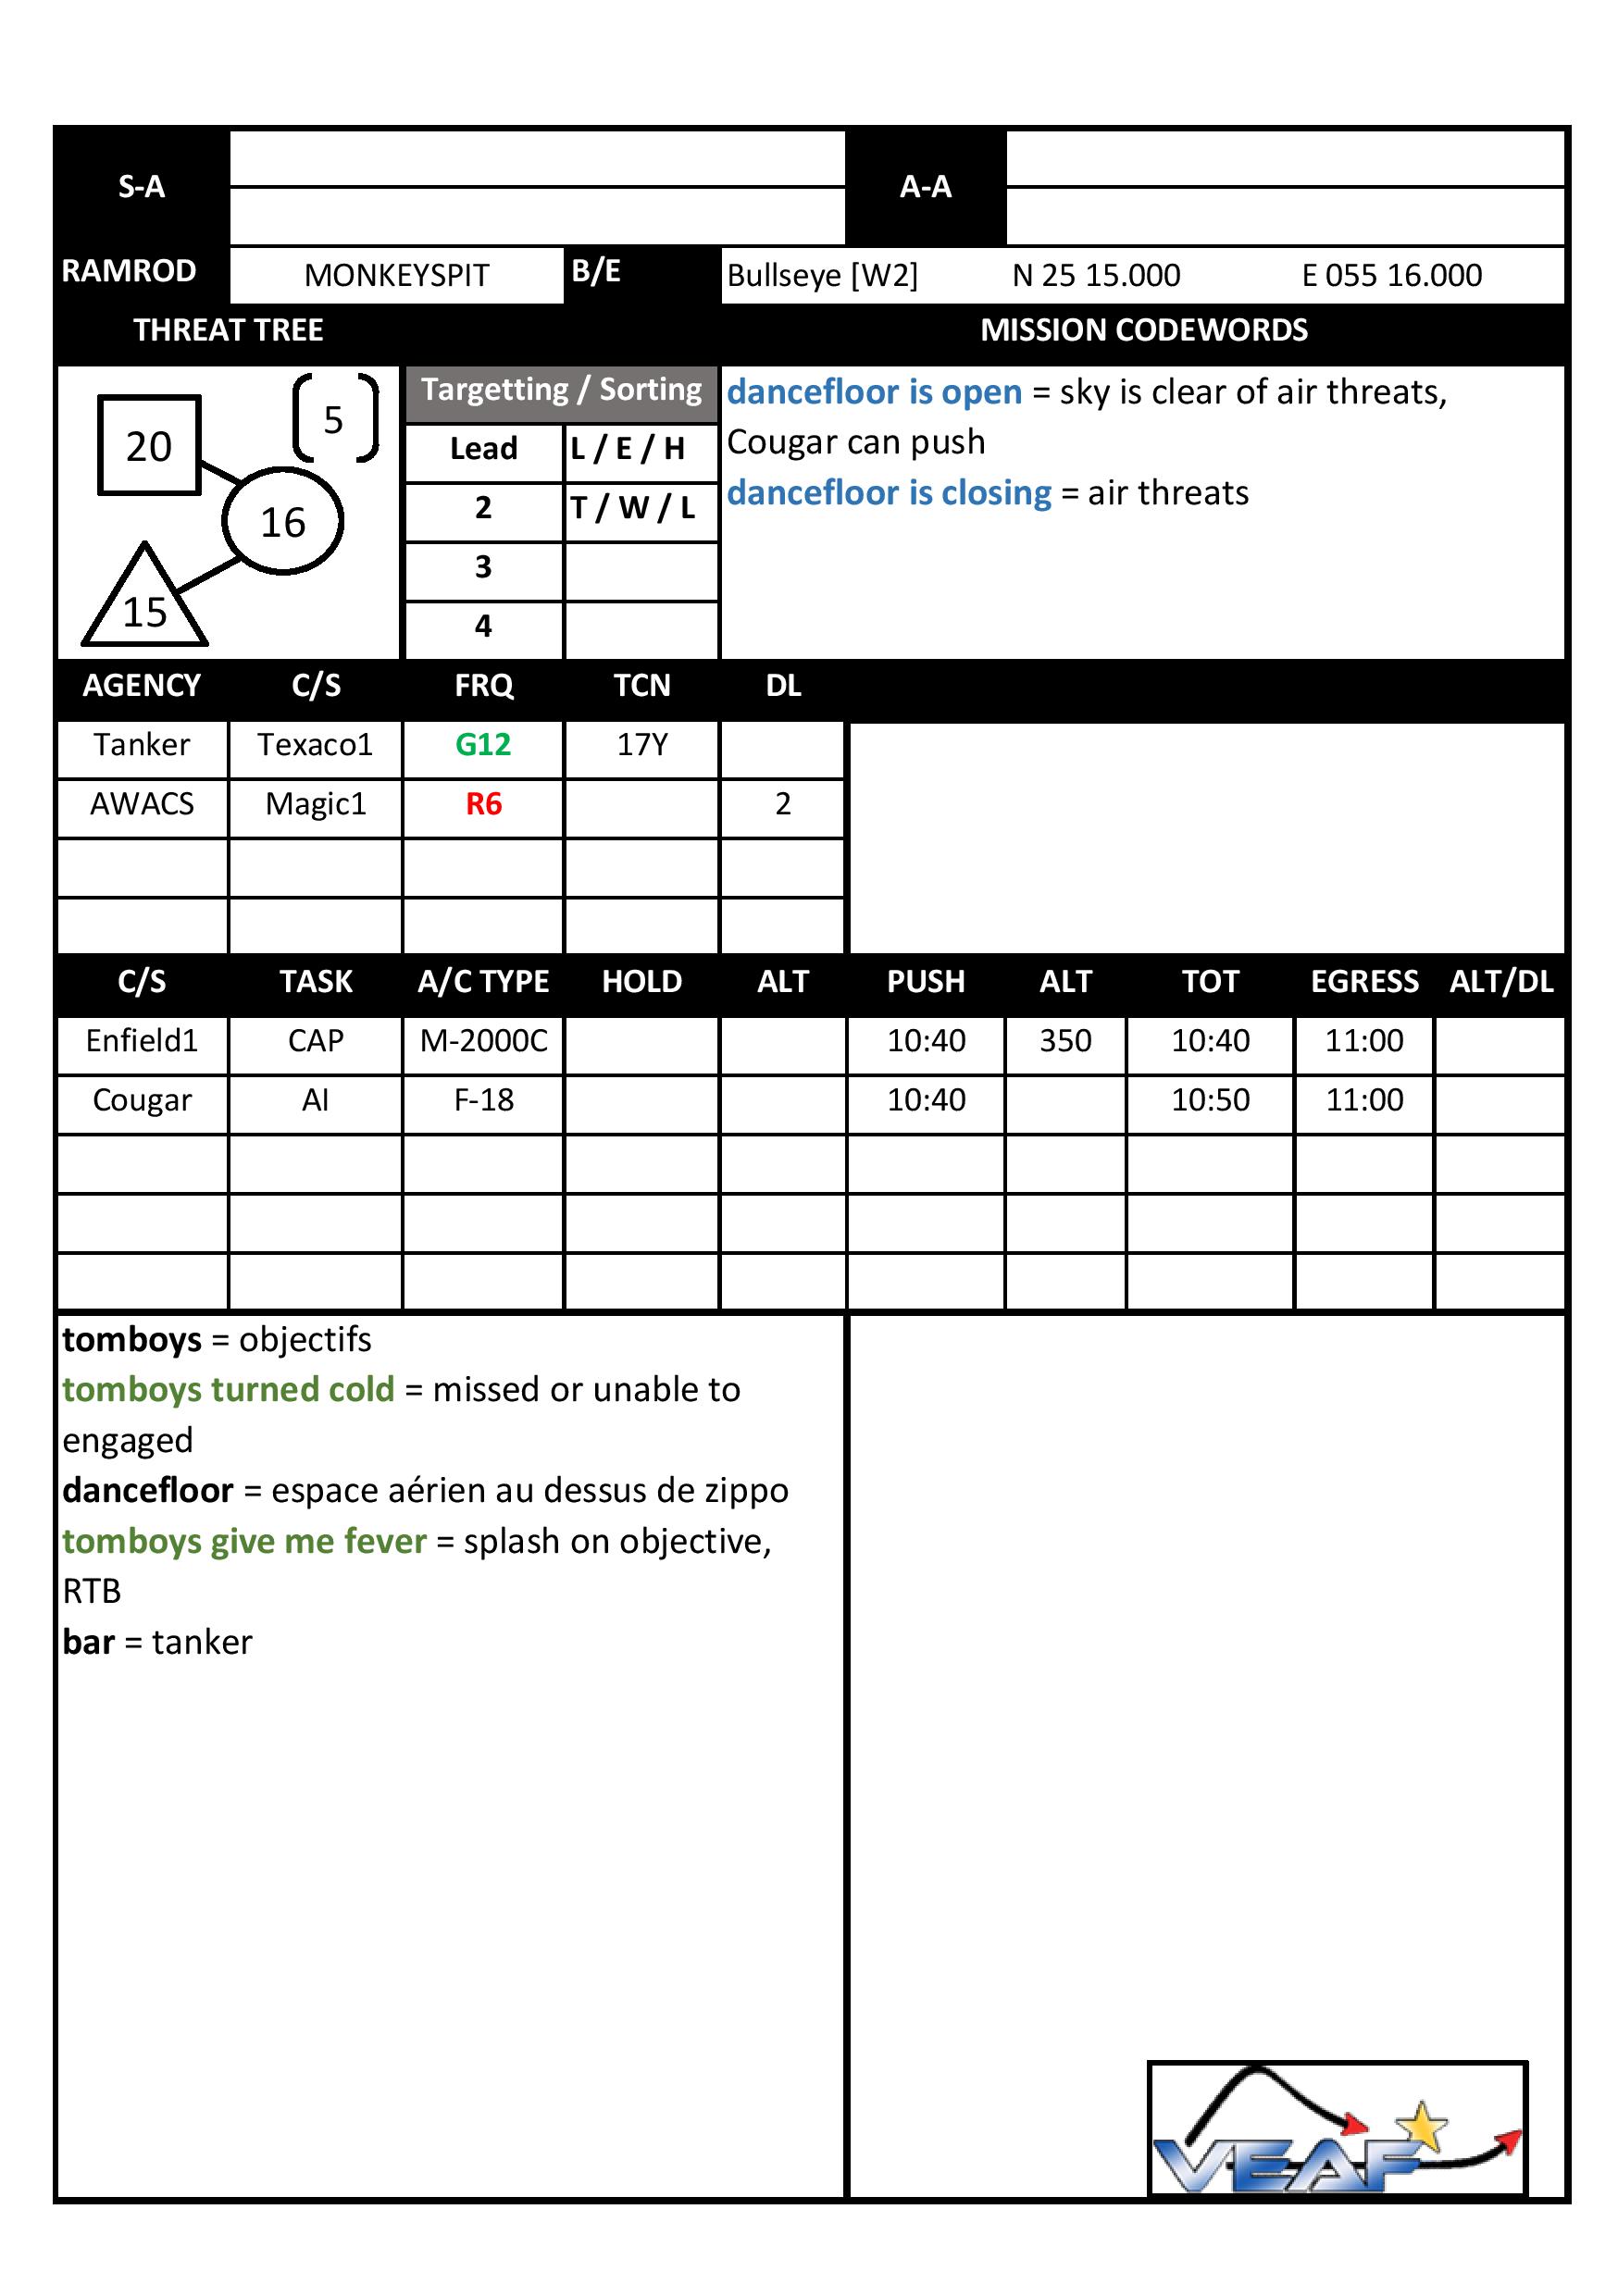 S-A A-A
RAMROD MONKEYSPIT B/E Bullseye [W2] N 25 15.000 E 055 16.000
THREAT TREE MISSION CODEWORDS
20
5
16
15
Targetting / Sorting
Lead L / E / H
2 T / W / L
3
4
dancefloor is open = sky is clear of air threats,
Cougar can push
dancefloor is closing = air threats
AGENCY C/S FRQ TCN DL
Tanker Texaco1 G12 17Y
AWACS Magic1 R6 2
C/S TASK A/C TYPE HOLD ALT PUSH ALT TOT EGRESS ALT/DL
Enfield1 CAP M-2000C 10:40 350 10:40 11:00
Cougar AI F-18 10:40 10:50 11:00
tomboys = objectifs
tomboys turned cold = missed or unable to
engaged
dancefloor = espace aérien au dessus de zippo
tomboys give me fever = splash on objective,
RTB
bar = tanker
VEAF